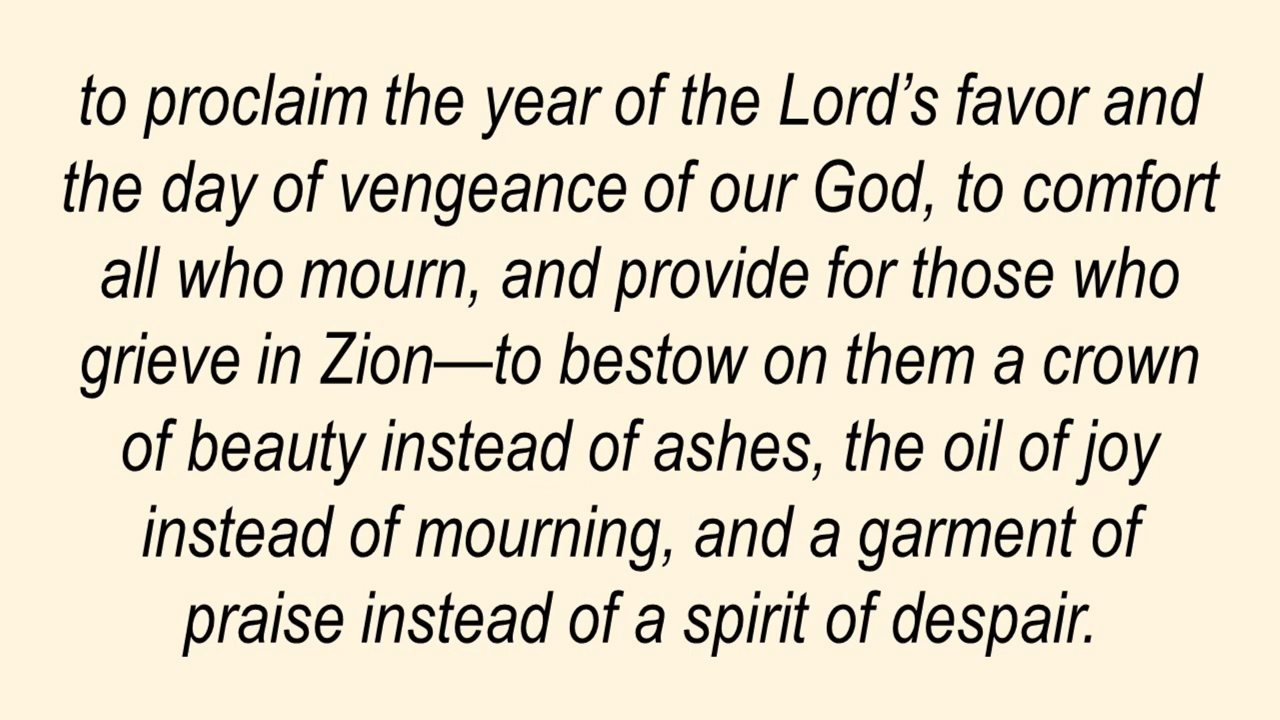 to proclaim the year of the Lord’s favor and
the day of vengeance of our God, to comfort
all who mourn, and provide for those who
grieve in Zion—to bestow on them a crown
of beauty instead of ashes, the oil of joy
instead of mourning, and a garment of
praise instead of a spirit of despair.